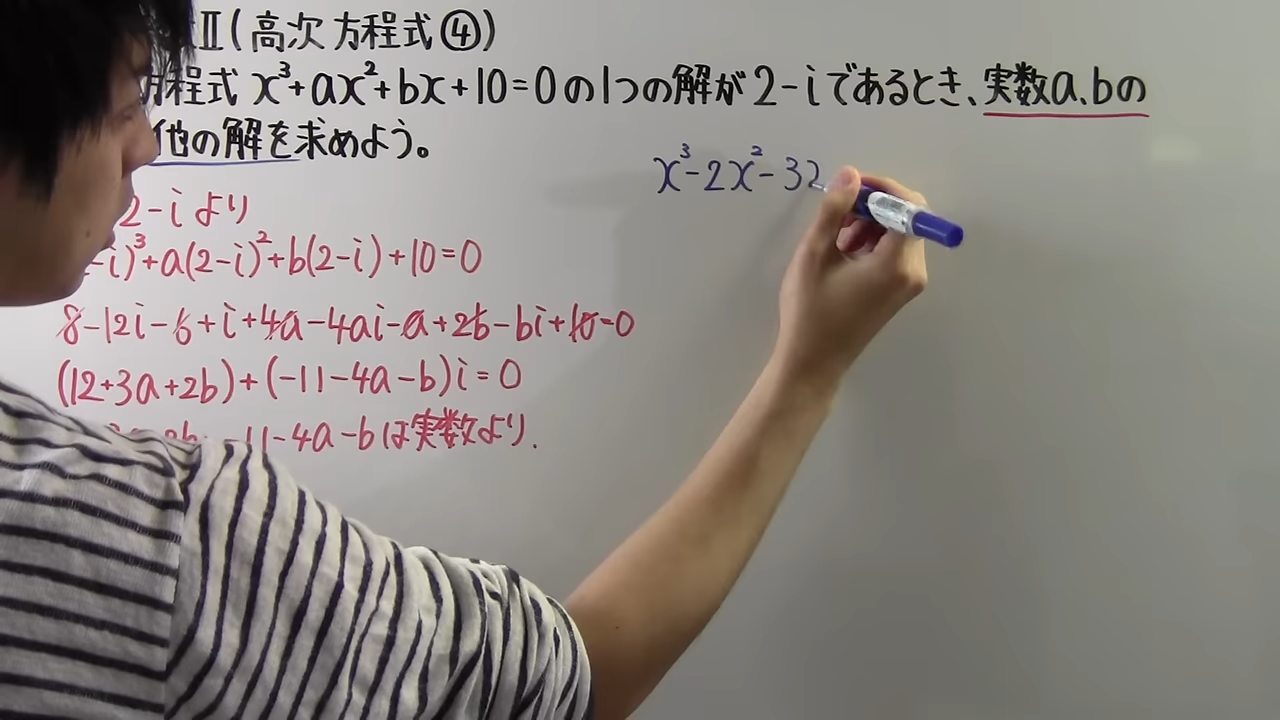 Ⅱ(高次方程式④)
方程式 x³+ax²+bx+10=0の1つの解が2-iであるとき、実数a、bの
他の解を求めよう。
x³-2x²-3x
2-iより
-i)³+a(2-i)²+b(2-i)+10=0
8-12i-6+i+4a-4ai-a+2b-bi+10=0
(12+3a+2b)+(-11-4a-b)i=0
-11-4a-bは実数より.